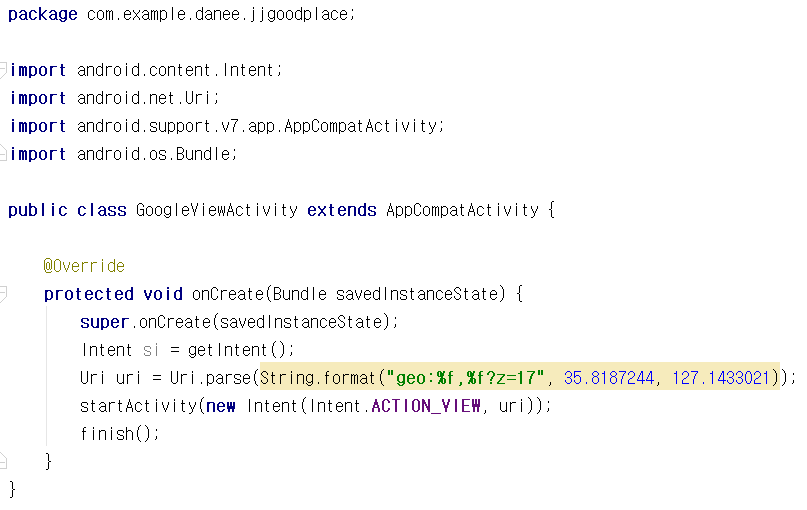 package com.example.danee.jjgoodplace;
import android.content.Intent;
import android.net.Uri;
import android.support.v7.app.AppCompatActivity;
import android.os.Bundle;
public class GoogleViewActivity extends AppCompatActivity {
@Override
protected void onCreate(Bundle savedInstanceState) {
super.onCreate(savedInstanceState);
Intent si = getIntent();
Uri uri = Uri.parse(String.format("geo:%f,%f?z=17", 35.8187244, 127.1433021));
startActivity(new Intent(Intent.ACTION_VIEW, uri));
finish();
}
}